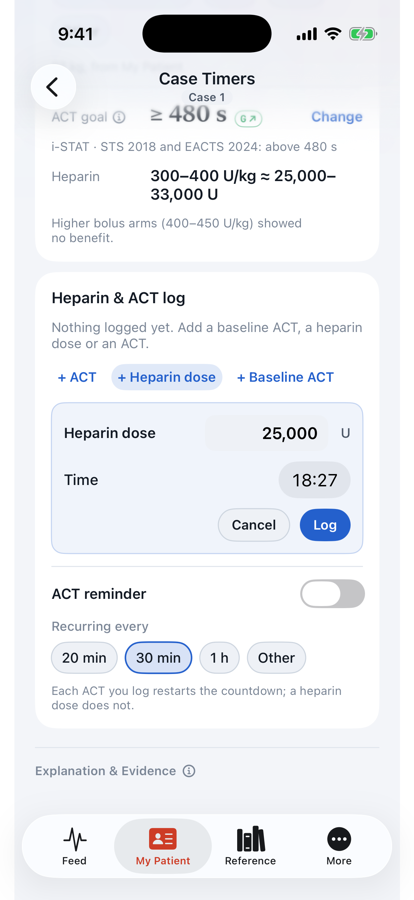 9:41
Case Timers
Case 1
ACT goal
≥ 480 s
G ↗
Change
i-STAT · STS 2018 and EACTS 2024: above 480 s
Heparin
300–400 U/kg ≈ 25,000–
33,000 U
Higher bolus arms (400–450 U/kg) showed
no benefit.
Heparin & ACT log
Nothing logged yet. Add a baseline ACT, a heparin
dose or an ACT.
+ ACT
+ Heparin dose
+ Baseline ACT
Heparin dose
25,000
U
Time
18:27
Cancel
Log
ACT reminder
Recurring every
20 min
30 min
1 h
Other
Each ACT you log restarts the countdown; a heparin
dose does not.
Explanation & Evidence
Feed
My Patient
Reference
More